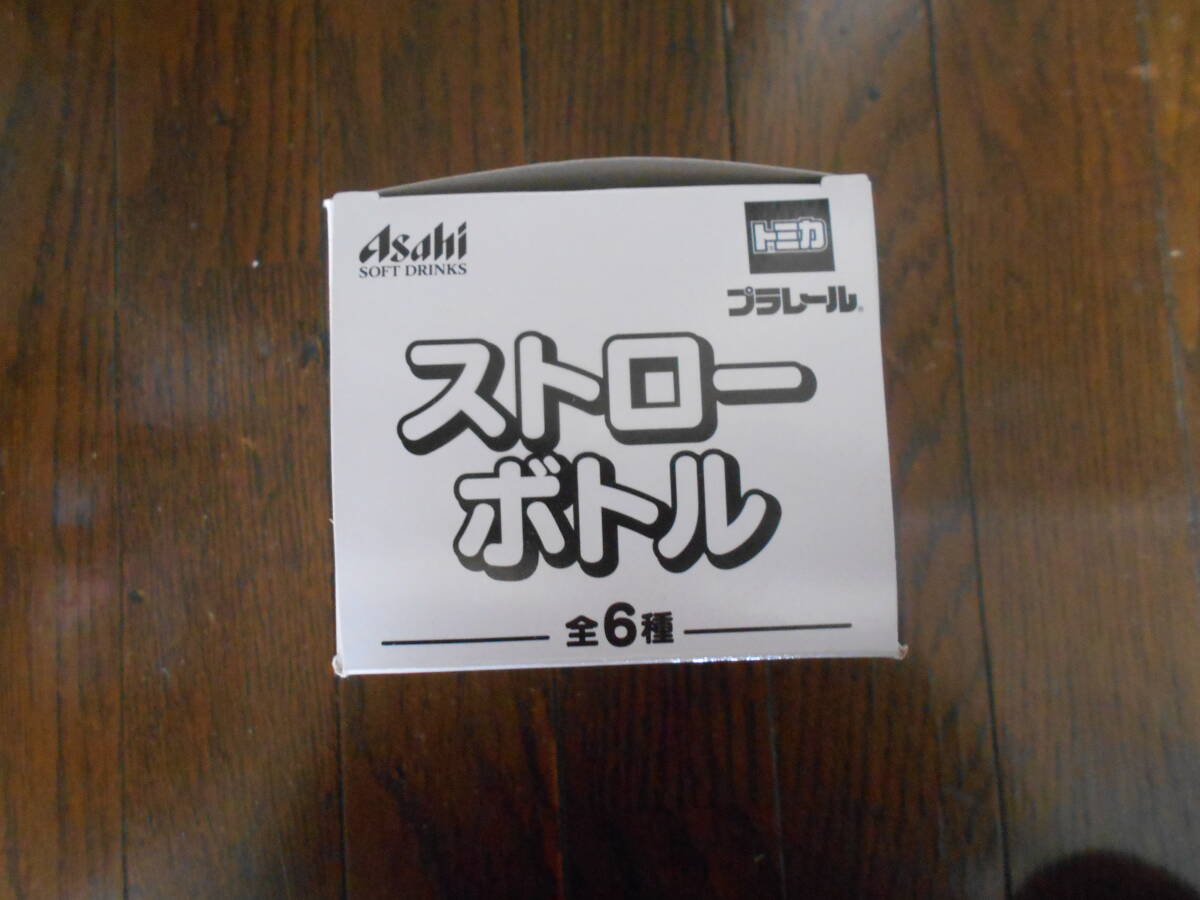 Asahi
SOFT DRINKS
トミカ
プラレール®
ストロー
ボトル
全6種